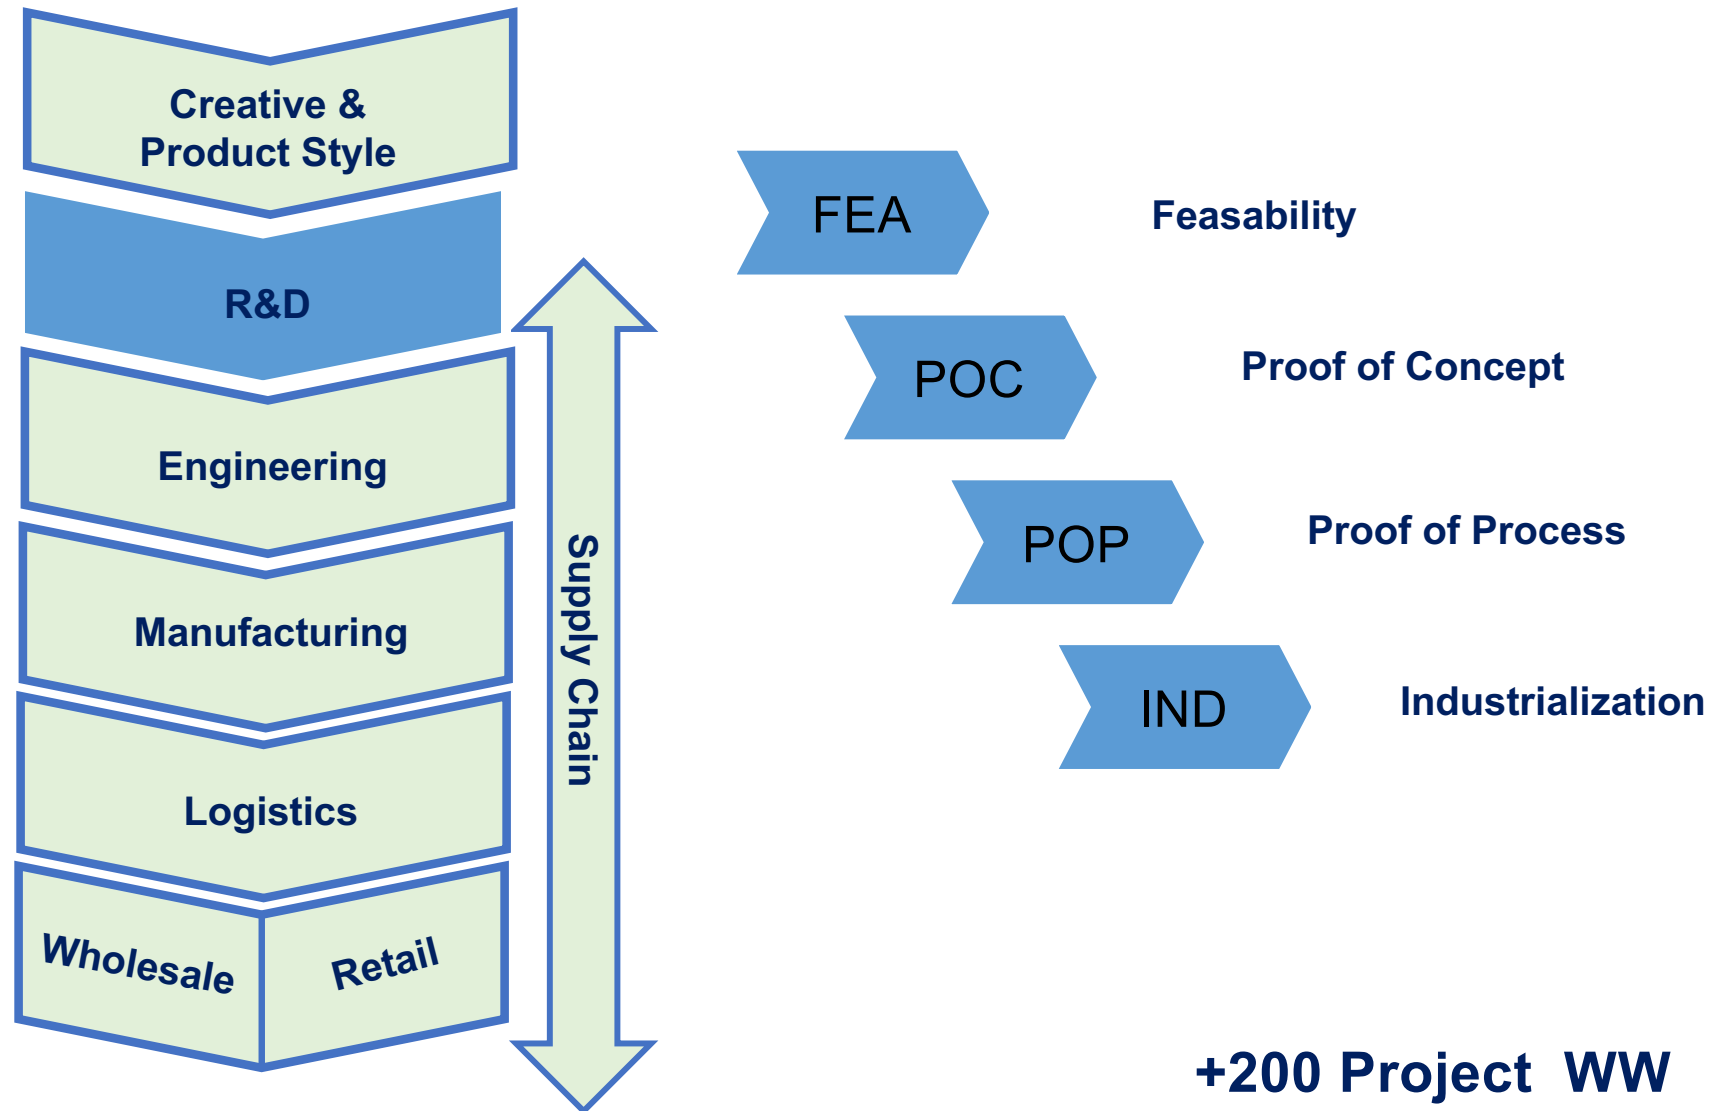 Creative &
Product Style
R&D
Engineering
Manufacturing
Logistics
Wholesale
Retail
Supply Chain
FEA
Feasability
POC
Proof of Concept
POP
Proof of Process
IND
Industrialization
+200 Project  WW